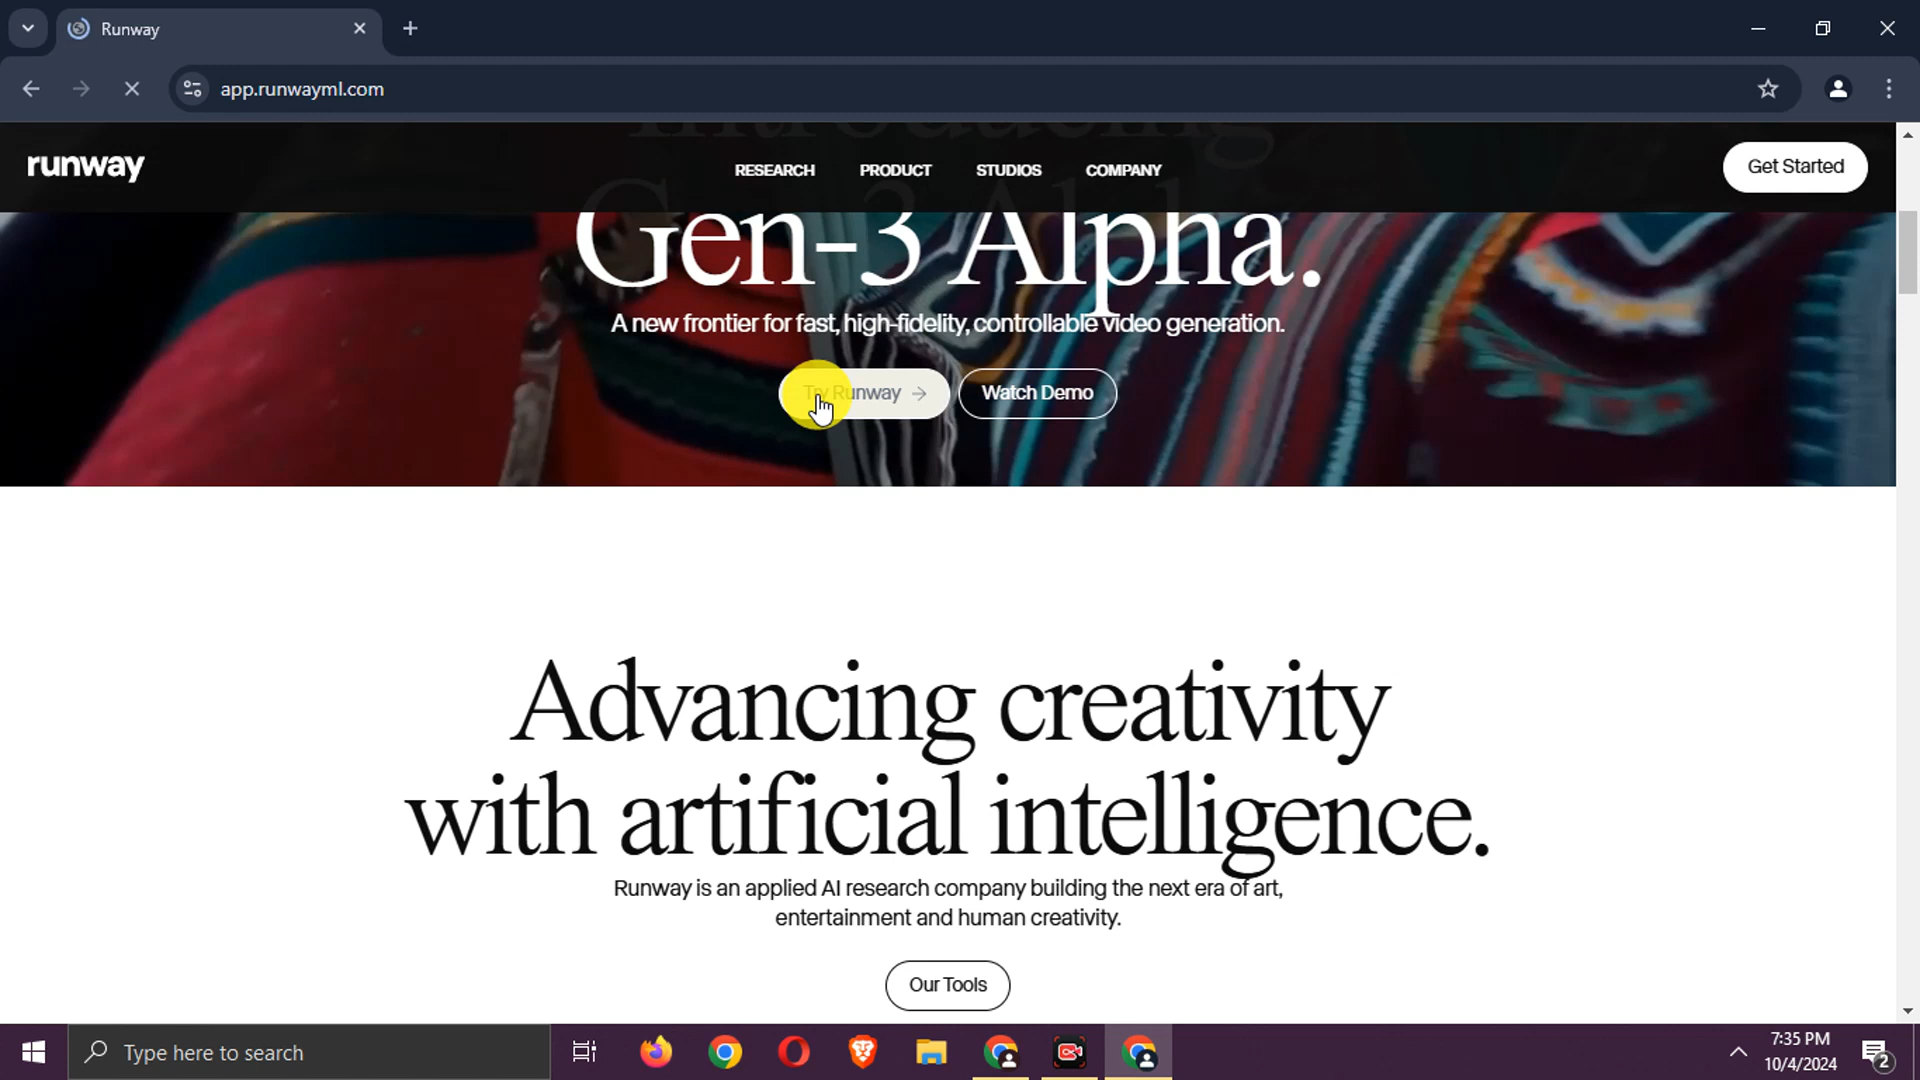 Runway
app.runwayml.com
runway
RESEARCH
PRODUCT
STUDIOS
COMPANY
Get Started
Introducing
Gen-3 Alpha.
A new frontier for fast, high-fidelity, controllable video generation.
Try Runway →
Watch Demo
Advancing creativity
with artificial intelligence.
Runway is an applied AI research company building the next era of art,
entertainment and human creativity.
Our Tools
Type here to search
7:35 PM
10/4/2024
2